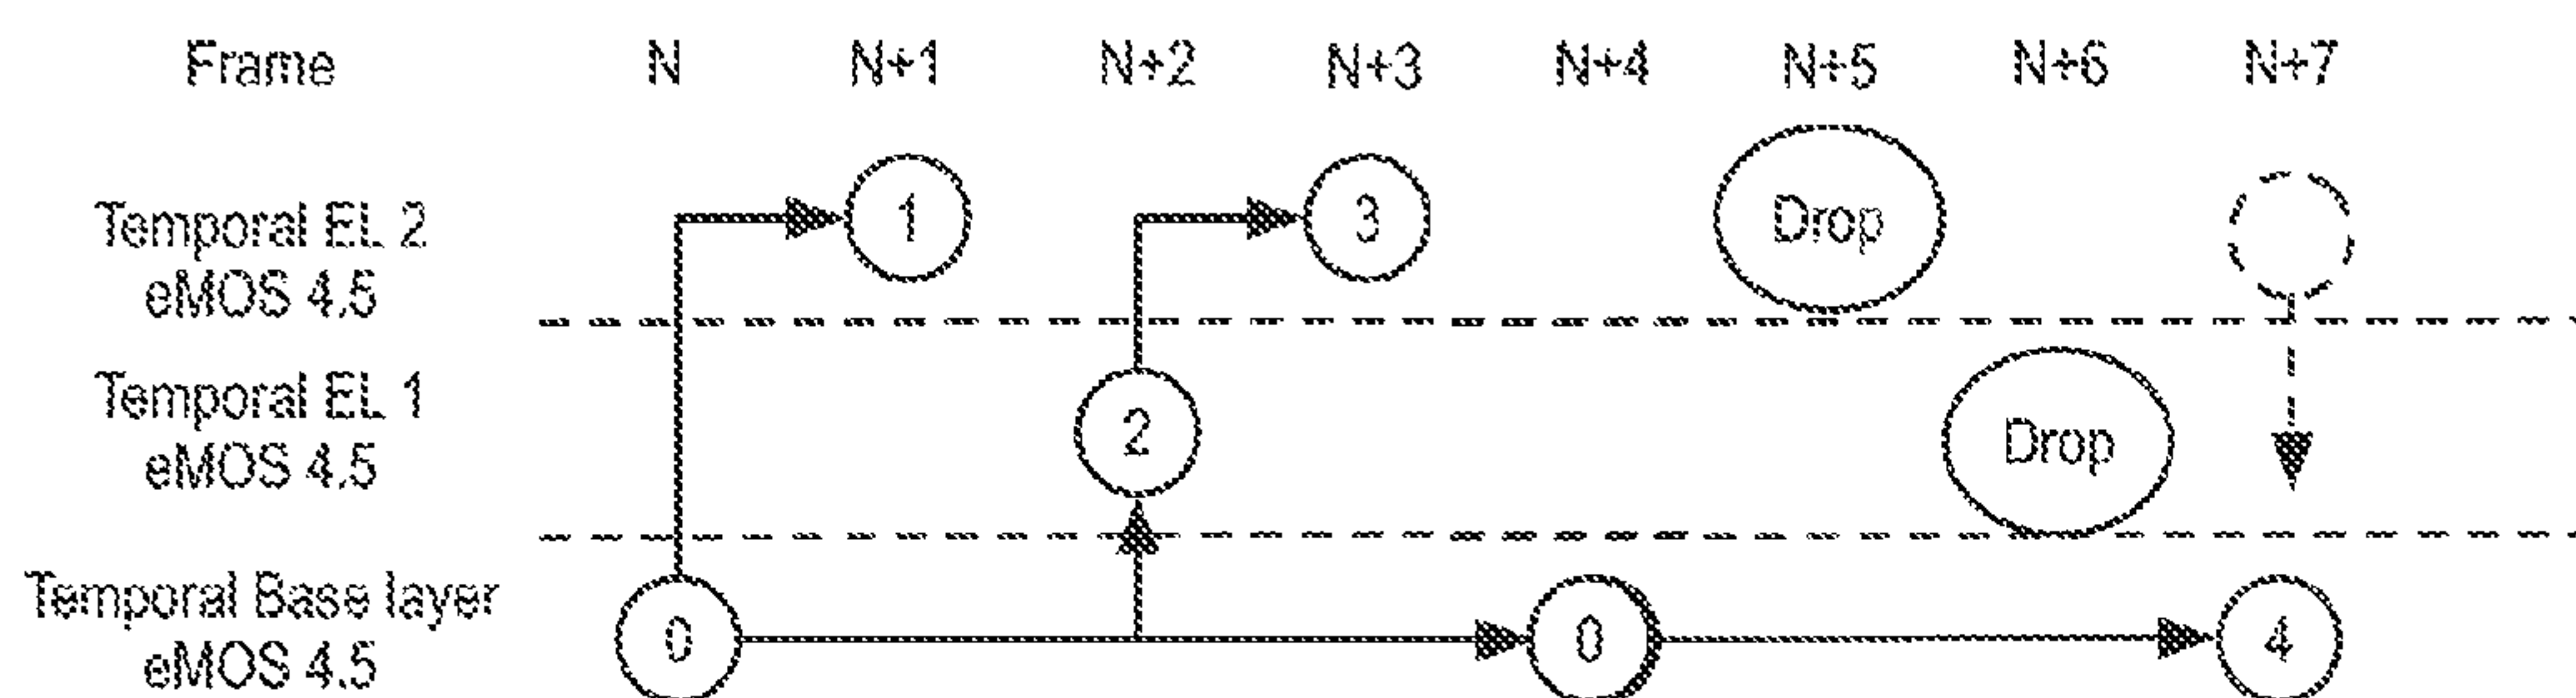 Frame N N+1 N+2 N+3 N+4 N+5 N+6 N+7
Temporal EL 2
eMOS 4.5
1
3
Drop
Temporal EL 1
eMOS 4.5
2
Drop
Temporal Base layer
eMOS 4.5
0
0
4